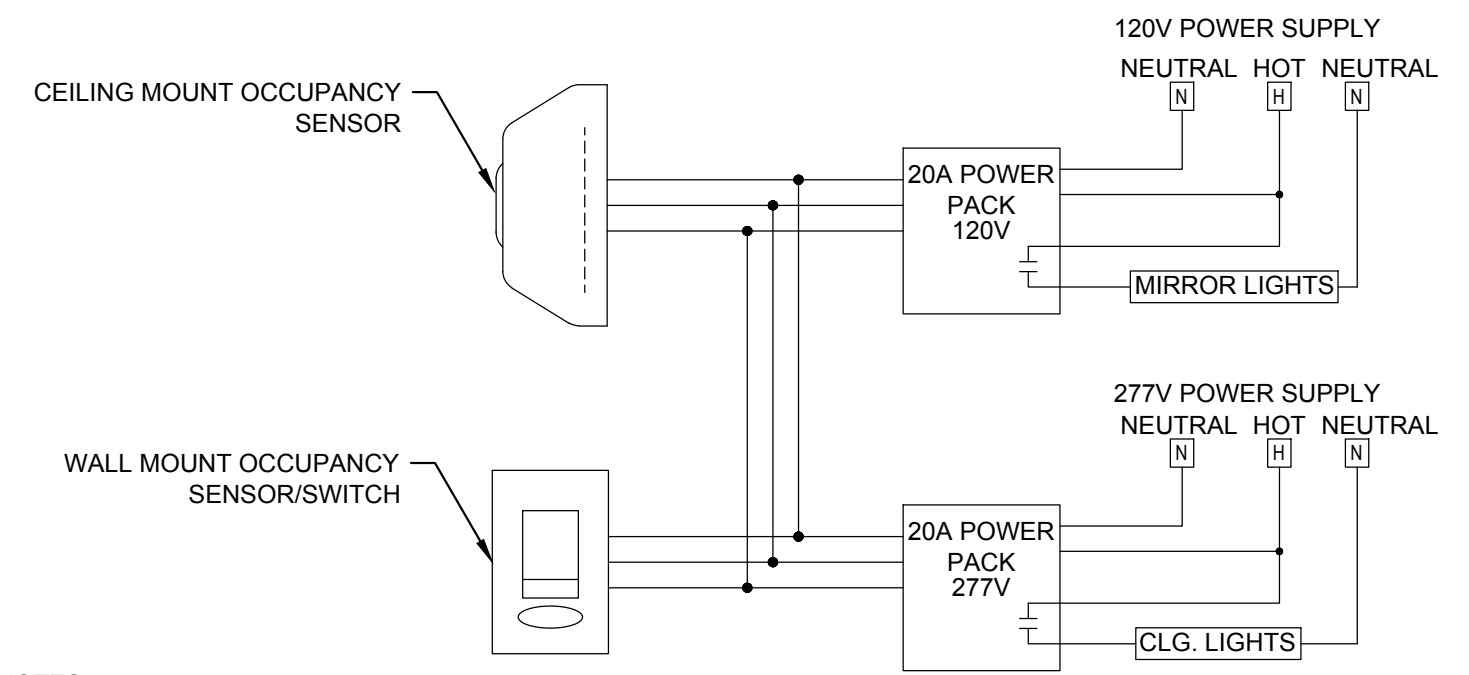 120V POWER SUPPLY
NEUTRAL HOT NEUTRAL
N H N
CEILING MOUNT OCCUPANCY
SENSOR
20A POWER
PACK
120V
MIRROR LIGHTS
277V POWER SUPPLY
NEUTRAL HOT NEUTRAL
N H N
WALL MOUNT OCCUPANCY
SENSOR/SWITCH
20A POWER
PACK
277V
CLG. LIGHTS